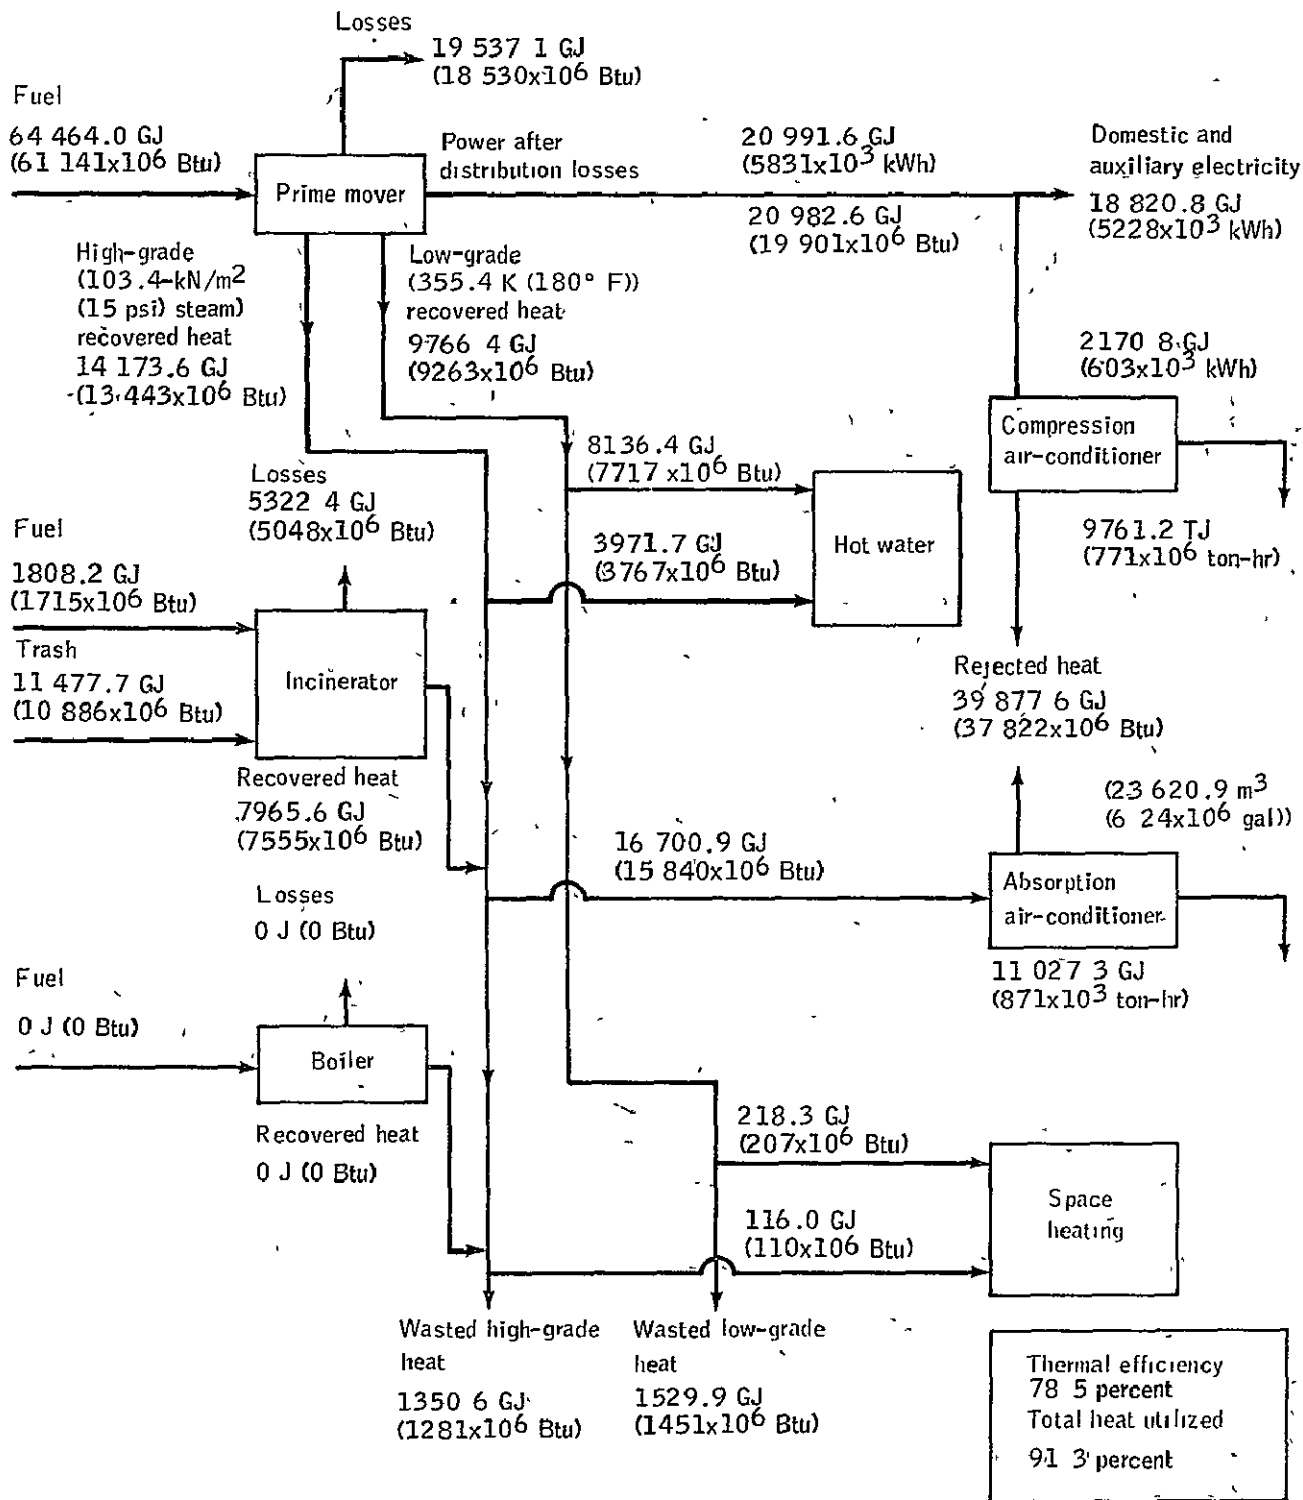 Losses
19 537 1 GJ
(18 530x10⁶ Btu)
Fuel
64 464.0 GJ
(61 141x10⁶ Btu)
Prime mover
Power after
distribution losses
20 991.6 GJ
(5831x10³ kWh)
20 982.6 GJ
(19 901x10⁶ Btu)
Domestic and
auxiliary electricity
18 820.8 GJ
(5228x10³ kWh)
High-grade
(103.4-kN/m²
(15 psi) steam)
recovered heat
14 173.6 GJ
(13.443x10⁶ Btu)
Low-grade
(355.4 K (180° F))
recovered heat
9766 4 GJ
(9263x10⁶ Btu)
2170 8 GJ
(603x10³ kWh)
Compression
air-conditioner
9761.2 TJ
(771x10⁶ ton-hr)
8136.4 GJ
(7717 x10⁶ Btu)
3971.7 GJ
(3767x10⁶ Btu)
Hot water
Losses
5322 4 GJ
(5048x10⁶ Btu)
Fuel
1808.2 GJ
(1715x10⁶ Btu)
Trash
11 477.7 GJ
(10 886x10⁶ Btu)
Incinerator
Recovered heat
7965.6 GJ
(7555x10⁶ Btu)
Rejected heat
39 877 6 GJ
(37 822x10⁶ Btu)
(23 620.9 m³
(6 24x10⁶ gal))
16 700.9 GJ
(15 840x10⁶ Btu)
Absorption
air-conditioner
11 027 3 GJ
(871x10³ ton-hr)
Losses
0 J (0 Btu)
Fuel
0 J (0 Btu)
Boiler
Recovered heat
0 J (0 Btu)
218.3 GJ
(207x10⁶ Btu)
116.0 GJ
(110x10⁶ Btu)
Space
heating
Wasted high-grade
heat
1350 6 GJ
(1281x10⁶ Btu)
Wasted low-grade
heat
1529.9 GJ
(1451x10⁶ Btu)
Thermal efficiency
78 5 percent
Total heat utilized
91 3 percent